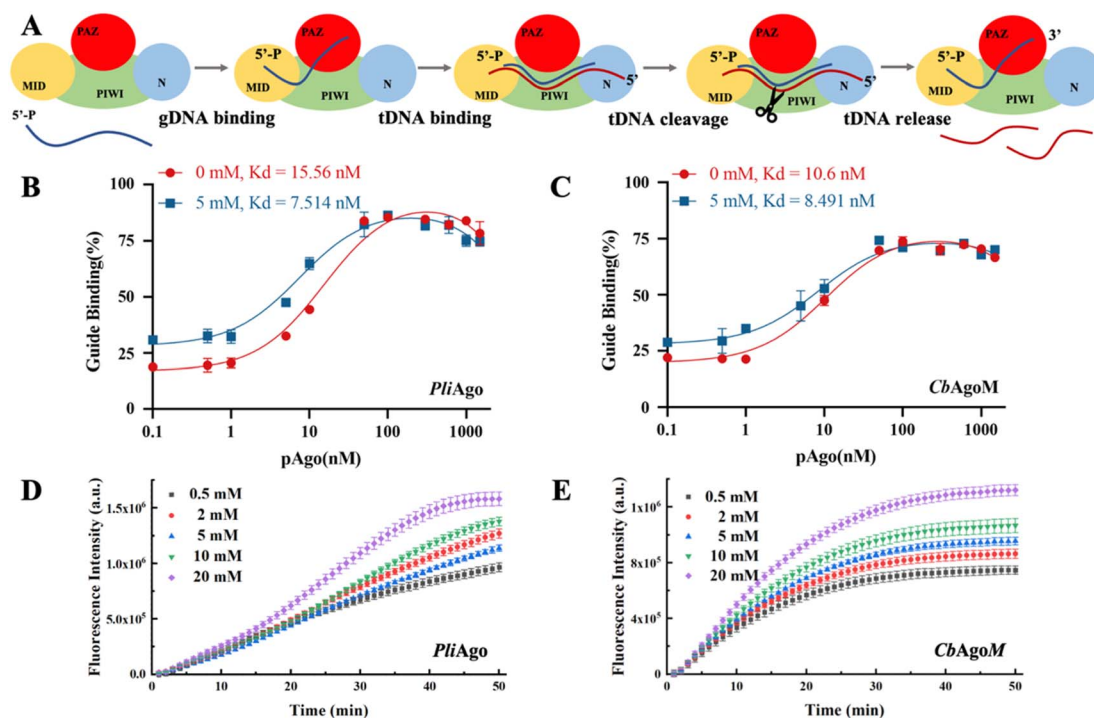 A
PAZ
MID
N
PIWI
5'-P
gDNA binding
PAZ
5'-P
MID
N
PIWI
tDNA binding
PAZ
5'-P
MID
N
PIWI
5'
tDNA cleavage
PAZ
5'-P
MID
N
PIWI
5'
tDNA release
PAZ
3'
5'-P
MID
N
PIWI
B
0 mM, Kd = 15.56 nM
5 mM, Kd = 7.514 nM
Guide Binding(%)
100
75
50
25
0
0.1 1 10 100 1000
pAgo(nM)
PliAgo
C
0 mM, Kd = 10.6 nM
5 mM, Kd = 8.491 nM
Guide Binding(%)
100
75
50
25
0
0.1 1 10 100 1000
pAgo(nM)
CbAgoM
D
0.5 mM
2 mM
5 mM
10 mM
20 mM
Fluorescence Intensity (a.u.)
1.5x10⁶
1.0x10⁶
5.0x10⁵
0.0
0 10 20 30 40 50
Time (min)
PliAgo
E
0.5 mM
2 mM
5 mM
10 mM
20 mM
Fluorescence Intensity (a.u.)
1x10⁶
8x10⁵
4x10⁵
0
0 10 20 30 40 50
Time (min)
CbAgoM